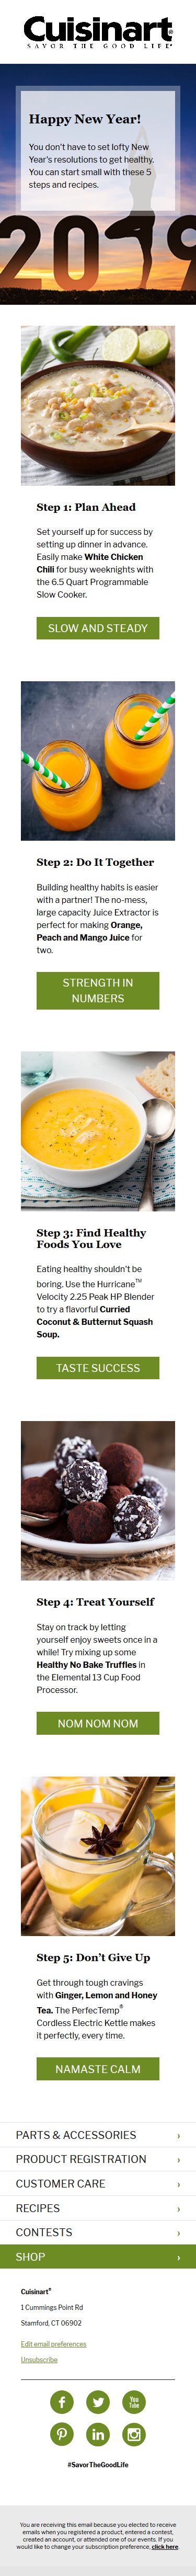 Cuisinart®
SAVOR THE GOOD LIFE®
Happy New Year!
You don't have to set lofty New
Year's resolutions to get healthy.
You can start small with these 5
steps and recipes.
2019
Step 1: Plan Ahead
Set yourself up for success by
setting up dinner in advance.
Easily make White Chicken
Chili for busy weeknights with
the 6.5 Quart Programmable
Slow Cooker.
SLOW AND STEADY
Step 2: Do It Together
Building healthy habits is easier
with a partner! The no-mess,
large capacity Juice Extractor is
perfect for making Orange,
Peach and Mango Juice for
two.
STRENGTH IN
NUMBERS
Step 3: Find Healthy
Foods You Love
Eating healthy shouldn't be
boring. Use the Hurricane™
Velocity 2.25 Peak HP Blender
to try a flavorful Curried
Coconut & Butternut Squash
Soup.
TASTE SUCCESS
Step 4: Treat Yourself
Stay on track by letting
yourself enjoy sweets once in a
while! Try mixing up some
Healthy No Bake Truffles in
the Elemental 13 Cup Food
Processor.
NOM NOM NOM
Step 5: Don't Give Up
Get through tough cravings
with Ginger, Lemon and Honey
Tea. The PerfecTemp®
Cordless Electric Kettle makes
it perfectly, every time.
NAMASTE CALM
PARTS & ACCESSORIES ›
PRODUCT REGISTRATION ›
CUSTOMER CARE ›
RECIPES ›
CONTESTS ›
SHOP ›
Cuisinart®
1 Cummings Point Rd
Stamford, CT 06902
Edit email preferences
Unsubscribe
You
Tube
in
#SavorTheGoodLife
You are receiving this email because you elected to receive
emails when you registered a product, entered a contest,
created an account, or attended one of our events. If you
would like to change your subscription preference, click here.